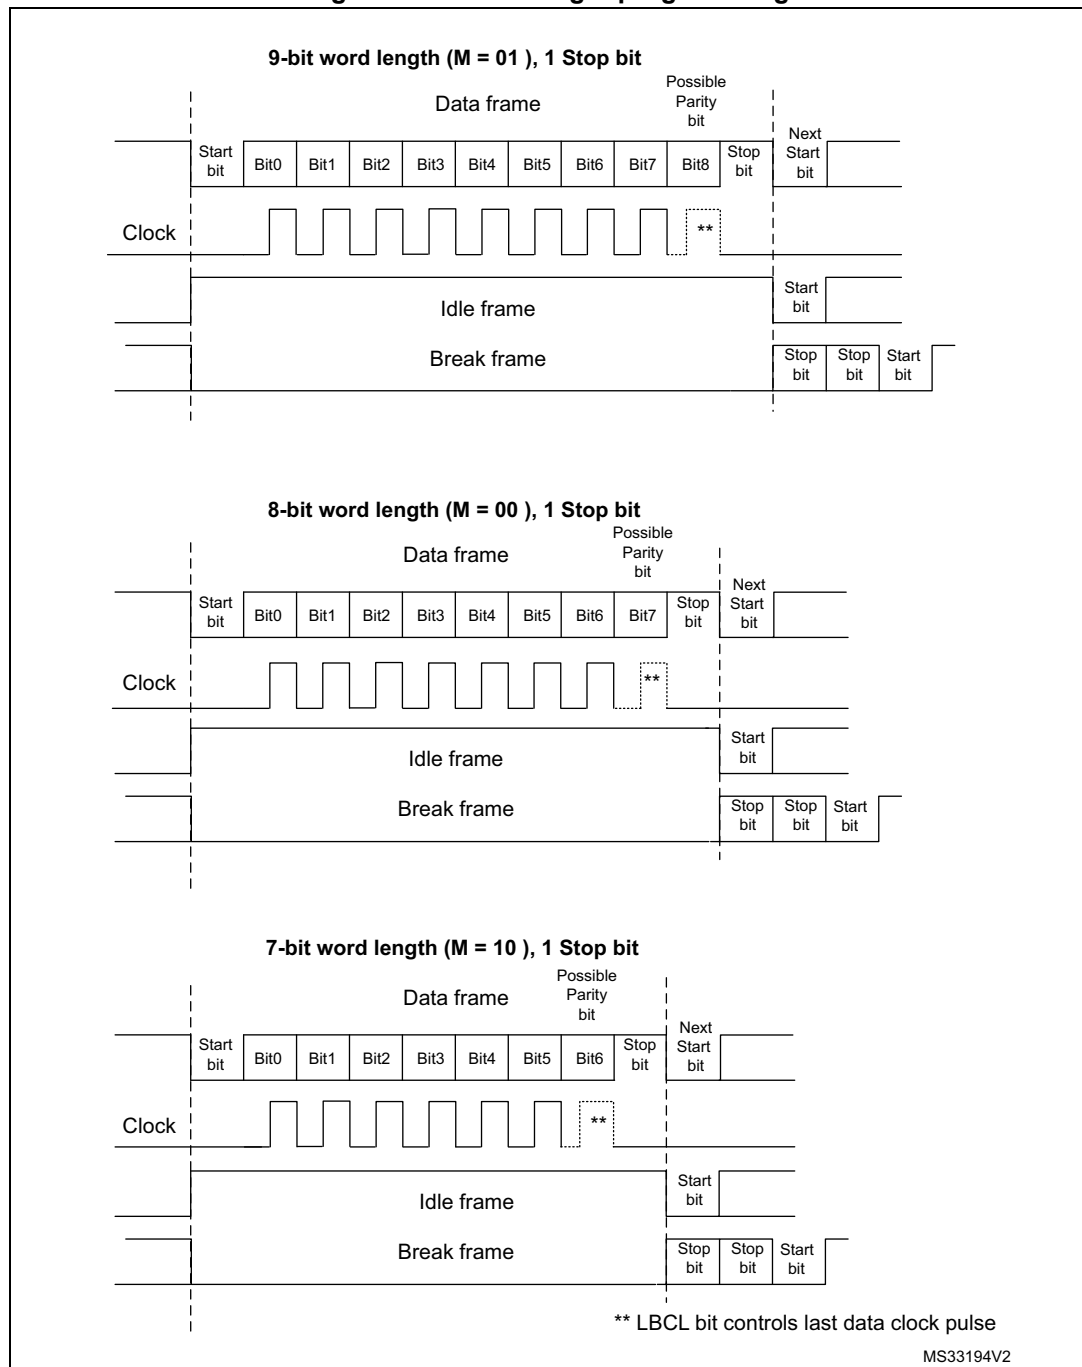 9-bit word length (M = 01 ), 1 Stop bit
Data frame
Possible
Parity
bit
Start
bit
Bit0
Bit1
Bit2
Bit3
Bit4
Bit5
Bit6
Bit7
Bit8
Stop
bit
Next
Start
bit
Clock
**
Idle frame
Start
bit
Break frame
Stop
bit
Stop
bit
Start
bit
8-bit word length (M = 00 ), 1 Stop bit
Data frame
Possible
Parity
bit
Start
bit
Bit0
Bit1
Bit2
Bit3
Bit4
Bit5
Bit6
Bit7
Stop
bit
Next
Start
bit
Clock
**
Idle frame
Start
bit
Break frame
Stop
bit
Stop
bit
Start
bit
7-bit word length (M = 10 ), 1 Stop bit
Data frame
Possible
Parity
bit
Start
bit
Bit0
Bit1
Bit2
Bit3
Bit4
Bit5
Bit6
Stop
bit
Next
Start
bit
Clock
**
Idle frame
Start
bit
Break frame
Stop
bit
Stop
bit
Start
bit
** LBCL bit controls last data clock pulse
MS33194V2